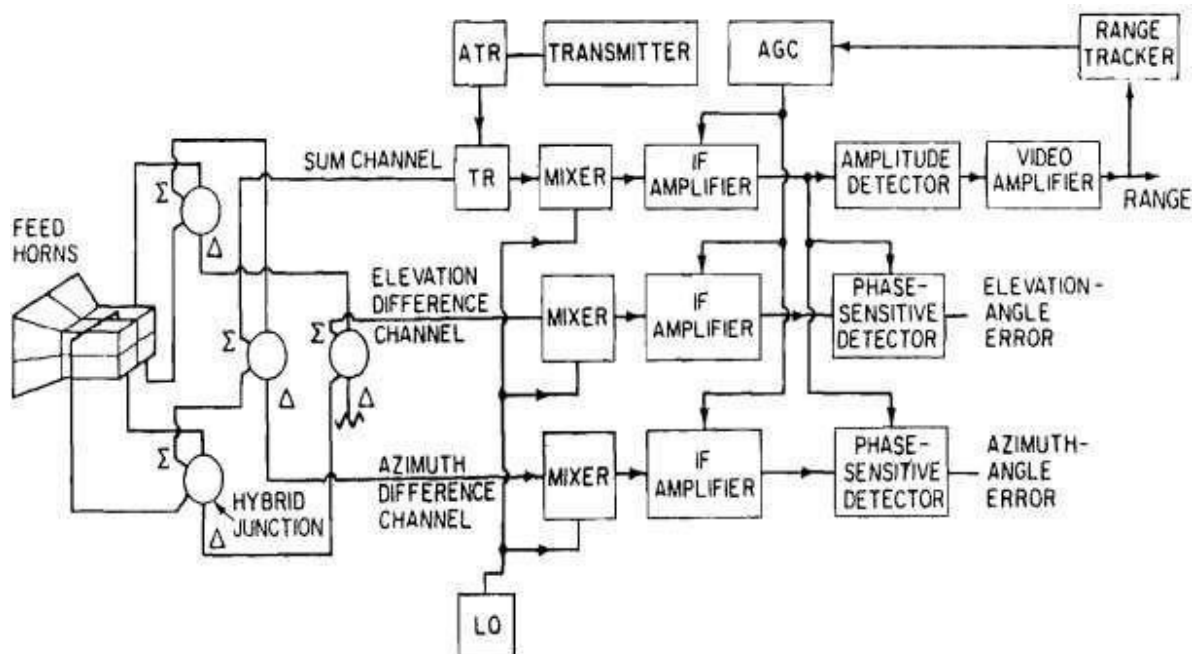 ATR
TRANSMITTER
AGC
RANGE
TRACKER
SUM CHANNEL
TR
MIXER
IF
AMPLIFIER
AMPLITUDE
DETECTOR
VIDEO
AMPLIFIER
RANGE
Σ
Δ
FEED
HORNS
ELEVATION
DIFFERENCE
CHANNEL
MIXER
IF
AMPLIFIER
PHASE-
SENSITIVE
DETECTOR
ELEVATION-
ANGLE
ERROR
Σ
Δ
Σ
Δ
Σ
Δ
HYBRID
JUNCTION
AZIMUTH
DIFFERENCE
CHANNEL
MIXER
IF
AMPLIFIER
PHASE-
SENSITIVE
DETECTOR
AZIMUTH-
ANGLE
ERROR
LO